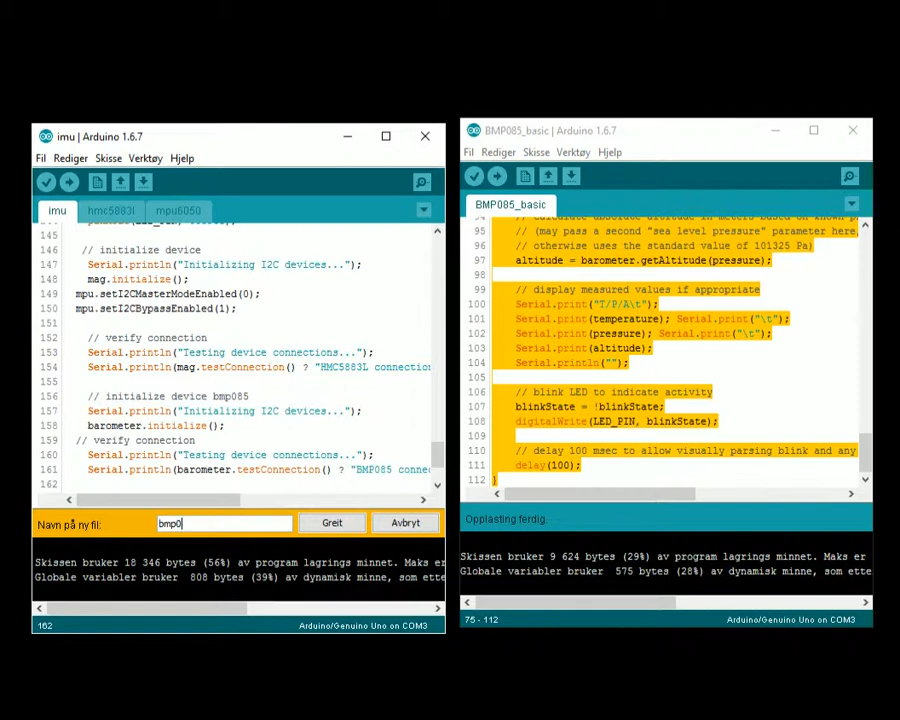 imu | Arduino 1.6.7
Fil Rediger Skisse Verktøy Hjelp
imu hmc5883l mpu6050
145
146 // initialize device
147 Serial.println("Initializing I2C devices...");
148 mag.initialize();
149 mpu.setI2CMasterModeEnabled(0);
150 mpu.setI2CBypassEnabled(1);
151
152 // verify connection
153 Serial.println("Testing device connections...");
154 Serial.println(mag.testConnection() ? "HMC5883L connection
155
156 // initialize device bmp085
157 Serial.println("Initializing I2C devices...");
158 barometer.initialize();
159 // verify connection
160 Serial.println("Testing device connections...");
161 Serial.println(barometer.testConnection() ? "BMP085 conne
162
Navn på ny fil: bmp0 Greit Avbryt
Skissen bruker 18 346 bytes (56%) av program lagrings minnet. Maks er
Globale variabler bruker 808 bytes (39%) av dynamisk minne, som ette
162 Arduino/Genuino Uno on COM3
BMP085_basic | Arduino 1.6.7
Fil Rediger Skisse Verktøy Hjelp
BMP085_basic
94 // calculate absolute altitude in meters based on known p
95 // (may pass a second "sea level pressure" parameter here,
96 // otherwise uses the standard value of 101325 Pa)
97 altitude = barometer.getAltitude(pressure);
98
99 // display measured values if appropriate
100 Serial.print("T/P/A\t");
101 Serial.print(temperature); Serial.print("\t");
102 Serial.print(pressure); Serial.print("\t");
103 Serial.print(altitude);
104 Serial.println("");
105
106 // blink LED to indicate activity
107 blinkState = !blinkState;
108 digitalWrite(LED_PIN, blinkState);
109
110 // delay 100 msec to allow visually parsing blink and any
111 delay(100);
112 }
Opplasting ferdig.
Skissen bruker 9 624 bytes (29%) av program lagrings minnet. Maks er
Globale variabler bruker 575 bytes (28%) av dynamisk minne, som ette
75 - 112 Arduino/Genuino Uno on COM3